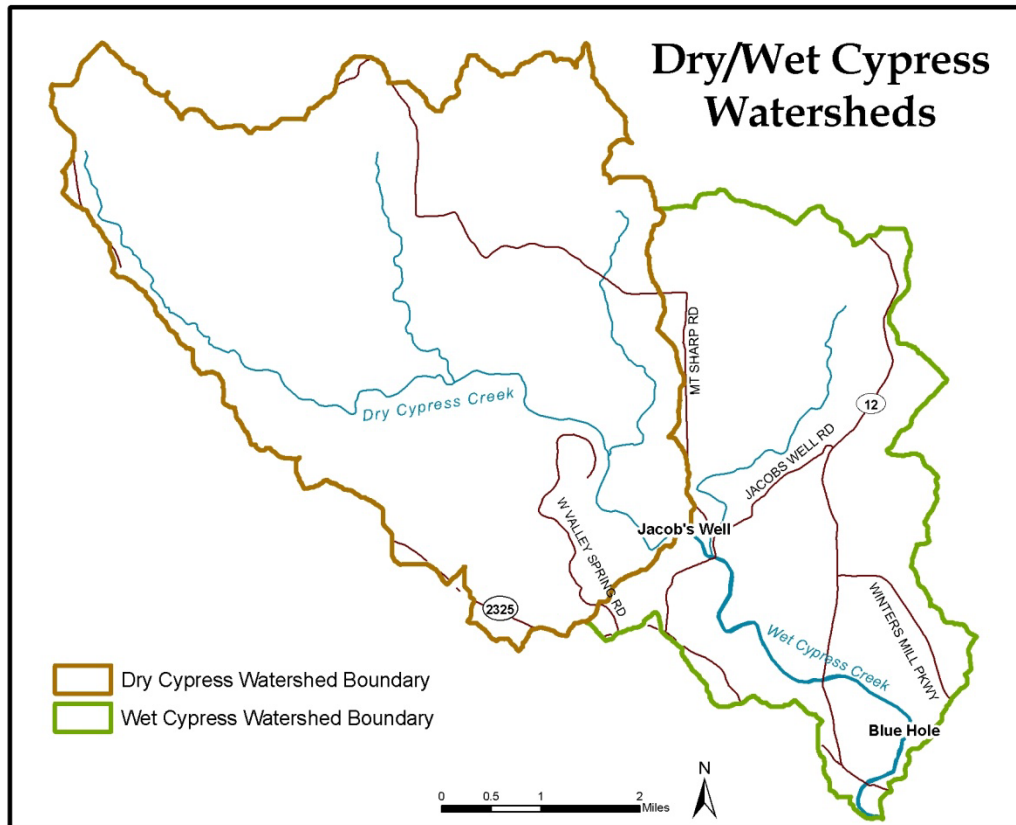 Dry/Wet Cypress
Watersheds
MT SHARP RD
Dry Cypress Creek
12
JACOBS WELL RD
W VALLEY SPRING RD
Jacob's Well
2325
WINTERS MILL PKWY
Wet Cypress Creek
Dry Cypress Watershed Boundary
Wet Cypress Watershed Boundary
Blue Hole
N
0 0.5 1 2
Miles